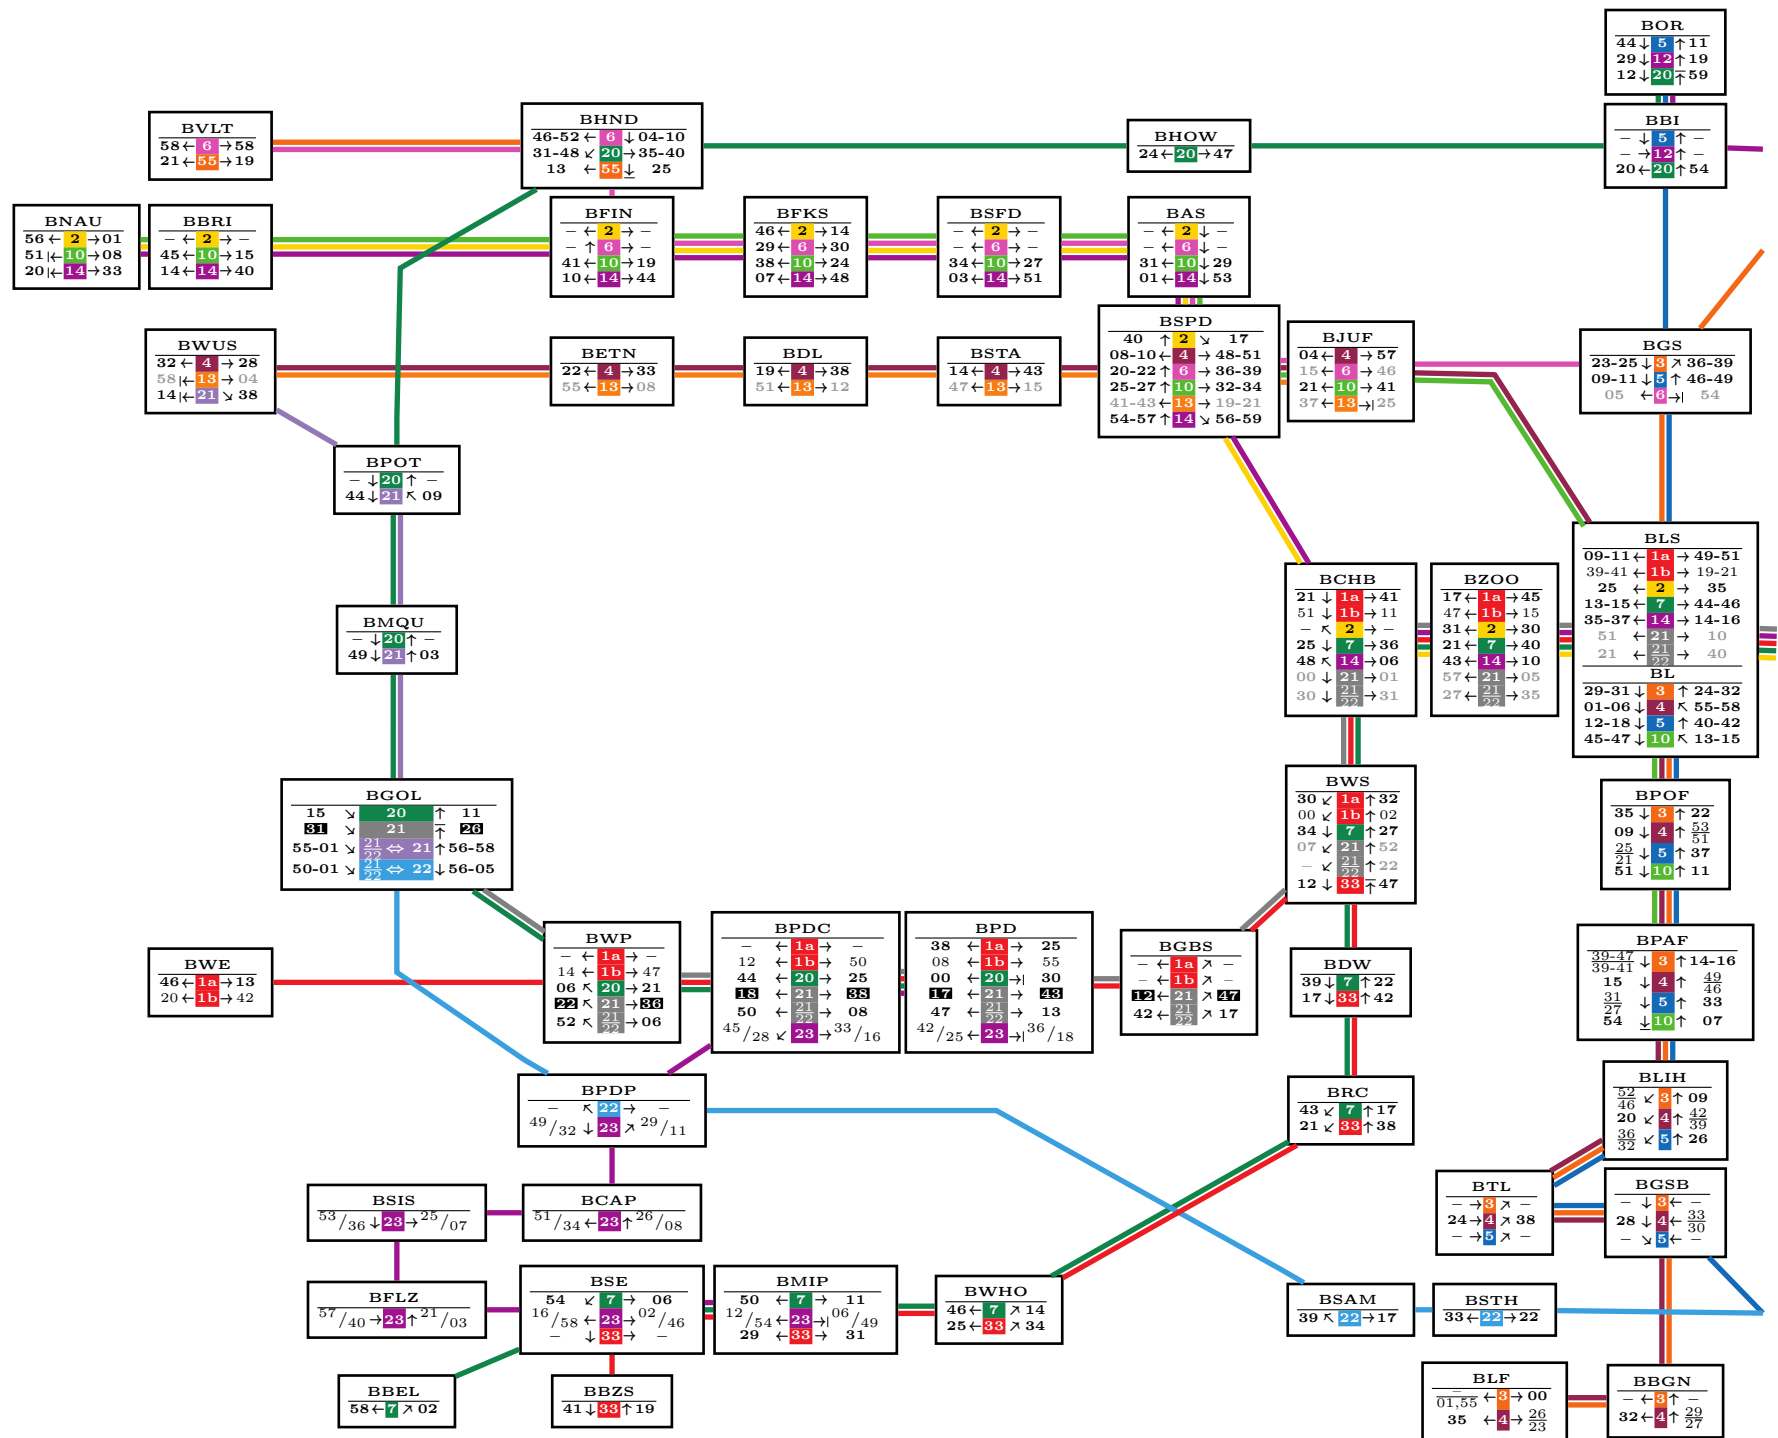 BOR
44 ↓ 5 ↑ 11
29 ↓ 12 ↑ 19
12 ↓ 20 ↑ 59
BVLT
58 ← 6 → 58
21 ← 55 → 19
BHND
46-52 ← 6 ↓ 04-10
31-48 ↙ 20 → 35-40
13 ← 55 ↓ 25
BHOW
24 ← 20 → 47
BBI
– ↓ 5 ↑ –
– → 12 ↑ –
20 ← 20 ↑ 54
BNAU
56 ← 2 → 01
51 |← 10 → 08
20 |← 14 → 33
BBRI
– ← 2 → –
45 ← 10 → 15
14 ← 14 → 40
BFIN
– ← 2 → –
– ↑ 6 → –
41 ← 10 → 19
10 ← 14 → 44
BFKS
46 ← 2 → 14
29 ← 6 → 30
38 ← 10 → 24
07 ← 14 → 48
BSFD
– ← 2 → –
– ← 6 → –
34 ← 10 → 27
03 ← 14 → 51
BAS
– ← 2 ↓ –
– ← 6 ↓ –
31 ← 10 ↓ 29
01 ← 14 ↓ 53
BWUS
32 ← 4 → 28
58 |← 13 → 04
14 |← 21 ↘ 38
BETN
22 ← 4 → 33
55 ← 13 → 08
BDL
19 ← 4 → 38
51 ← 13 → 12
BSTA
14 ← 4 → 43
47 ← 13 → 15
BSPD
40 ↑ 2 ↘ 17
08-10 ← 4 → 48-51
20-22 ↑ 6 → 36-39
25-27 ↑ 10 → 32-34
41-43 ← 13 → 19-21
54-57 ↑ 14 ↘ 56-59
BJUF
04 ← 4 → 57
15 ← 6 → 46
21 ← 10 → 41
37 ← 13 →| 25
BGS
23-25 ↓ 3 ↗ 36-39
09-11 ↓ 5 ↑ 46-49
05 ← 6 →| 54
BPOT
– ↓ 20 ↑ –
44 ↓ 21 ↖ 09
BMQU
– ↓ 20 ↑ –
49 ↓ 21 ↑ 03
BCHB
21 ↓ 1a → 41
51 ↓ 1b → 11
– ↖ 2 → –
25 ↓ 7 → 36
48 ↖ 14 → 06
00 ↓ 21 → 01
30 ↓ 21/22 → 31
BZOO
17 ← 1a → 45
47 ← 1b → 15
31 ← 2 → 30
21 ← 7 → 40
43 ← 14 → 10
57 ← 21 → 05
27 ← 21/22 → 35
BLS
09-11 ← 1a → 49-51
39-41 ← 1b → 19-21
25 ← 2 → 35
13-15 ← 7 → 44-46
35-37 ← 14 → 14-16
51 ← 21 → 10
21 ← 21/22 → 40
BL
29-31 ↓ 3 ↑ 24-32
01-06 ↓ 4 ↖ 55-58
12-18 ↓ 5 ↑ 40-42
45-47 ↓ 10 ↖ 13-15
BGOL
15 ↘ 20 ↑ 11
31 ↘ 21 ↑ 26
55-01 ↘ 21/22 ⇔ 21 ↑ 56-58
50-01 ↘ 21/22 ⇔ 22 ↓ 56-05
BWS
30 ↙ 1a ↑ 32
00 ↙ 1b ↑ 02
34 ↓ 7 ↑ 27
07 ↙ 21 ↑ 52
– ↙ 21/22 ↑ 22
12 ↓ 33 ↑ 47
BPOF
35 ↓ 3 ↑ 22
09 ↓ 4 ↑ 53/51
25/21 ↓ 5 ↑ 37
51 ↓ 10 ↑ 11
BWE
46 ← 1a → 13
20 ← 1b → 42
BWP
– ← 1a → –
14 ← 1b → 47
06 ↖ 20 → 21
22 ↖ 21 → 36
52 ↖ 21/22 → 06
BPDC
– ← 1a → –
12 ← 1b → 50
44 ← 20 → 25
18 ← 21 → 38
50 ← 21/22 → 08
45/28 ↙ 23 → 33/16
BPD
38 ← 1a → 25
08 ← 1b → 55
00 ← 20 →| 30
17 ← 21 → 43
47 ← 21/22 → 13
42/25 ← 23 →| 36/18
BGBS
– ← 1a ↗ –
– ← 1b ↗ –
12 ← 21 ↗ 47
42 ← 21/22 ↗ 17
BDW
39 ↓ 7 ↑ 22
17 ↓ 33 ↑ 42
BPAF
39-47/39-41 ↓ 3 ↑ 14-16
15 ↓ 4 ↑ 49/46
31/27 ↓ 5 ↑ 33
54 ↓ 10 ↑ 07
BPDP
– ↖ 22 → –
49/32 ↓ 23 ↗ 29/11
BRC
43 ↙ 7 ↑ 17
21 ↙ 33 ↑ 38
BLIH
52/46 ↙ 3 ↑ 09
20 ↙ 4 ↑ 42/39
36/32 ↙ 5 ↑ 26
BSIS
53/36 ↓ 23 → 25/07
BCAP
51/34 ← 23 ↑ 26/08
BTL
– → 3 ↗ –
24 → 4 ↗ 38
– → 5 ↗ –
BGSB
– ↓ 3 ← –
28 ↓ 4 ← 33/30
– ↘ 5 ← –
BFLZ
57/40 → 23 ↑ 21/03
BSE
54 ↙ 7 → 06
16/58 ← 23 → 02/46
– ↓ 33 → –
BMIP
50 ← 7 → 11
12/54 ← 23 →| 06/49
29 ← 33 → 31
BWHO
46 ← 7 ↗ 14
25 ← 33 ↗ 34
BSAM
39 ↖ 22 → 17
BSTH
33 ← 22 → 22
BBEL
58 ← 7 ↗ 02
BBZS
41 ↓ 33 ↑ 19
BLF
–/01,55 ← 3 → 00
35 ← 4 → 26/23
BBGN
– ← 3 ↑ –
32 ← 4 ↑ 29/27